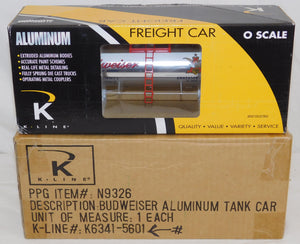 ALUMINUM
FREIGHT CAR
O SCALE
• EXTRUDED ALUMINUM BODIES
• ACCURATE PAINT SCHEMES
• REAL LIFE METAL DETAILING
• FULLY SPRUNG DIE CAST TRUCKS
• OPERATING METAL COUPLERS
Budweiser
K
K-LINE
QUALITY • VALUE • VARIETY • SERVICE
K
K-LINE
PPG ITEM#: N9326
DESCRIPTION:BUDWEISER ALUMINUM TANK CAR
UNIT OF MEASURE: 1 EACH
K-LINE#: K6341-5601